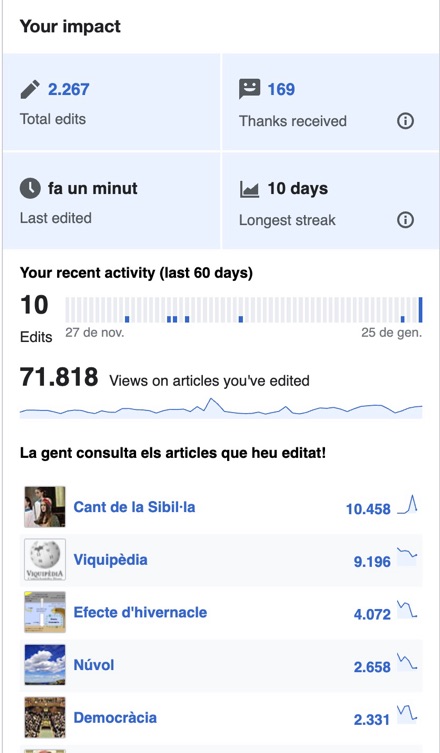 Your impact
2.267
Total edits
169
Thanks received
fa un minut
Last edited
10 days
Longest streak
Your recent activity (last 60 days)
10
Edits
27 de nov.
25 de gen.
71.818 Views on articles you've edited
La gent consulta els articles que heu editat!
Cant de la Sibil·la 10.458
VIQUIPÈDIA
Viquipèdia 9.196
Efecte d'hivernacle 4.072
Núvol 2.658
Democràcia 2.331